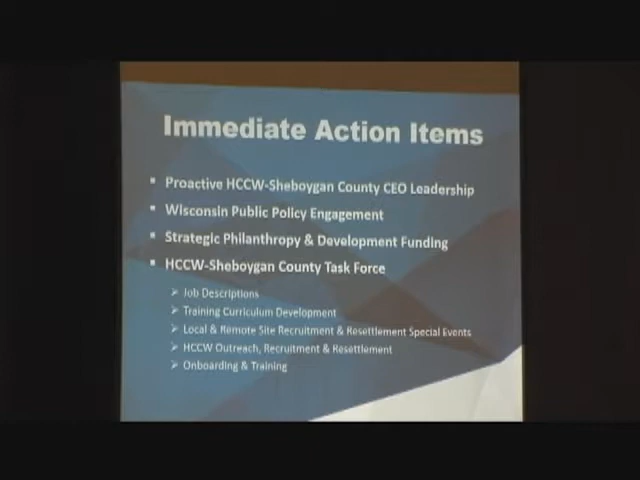 Immediate Action Items
▪ Proactive HCCW-Sheboygan County CEO Leadership
▪ Wisconsin Public Policy Engagement
▪ Strategic Philanthropy & Development Funding
▪ HCCW-Sheboygan County Task Force
➢ Job Descriptions
➢ Training Curriculum Development
➢ Local & Remote Site Recruitment & Resettlement Special Events
➢ HCCW Outreach, Recruitment & Resettlement
➢ Onboarding & Training